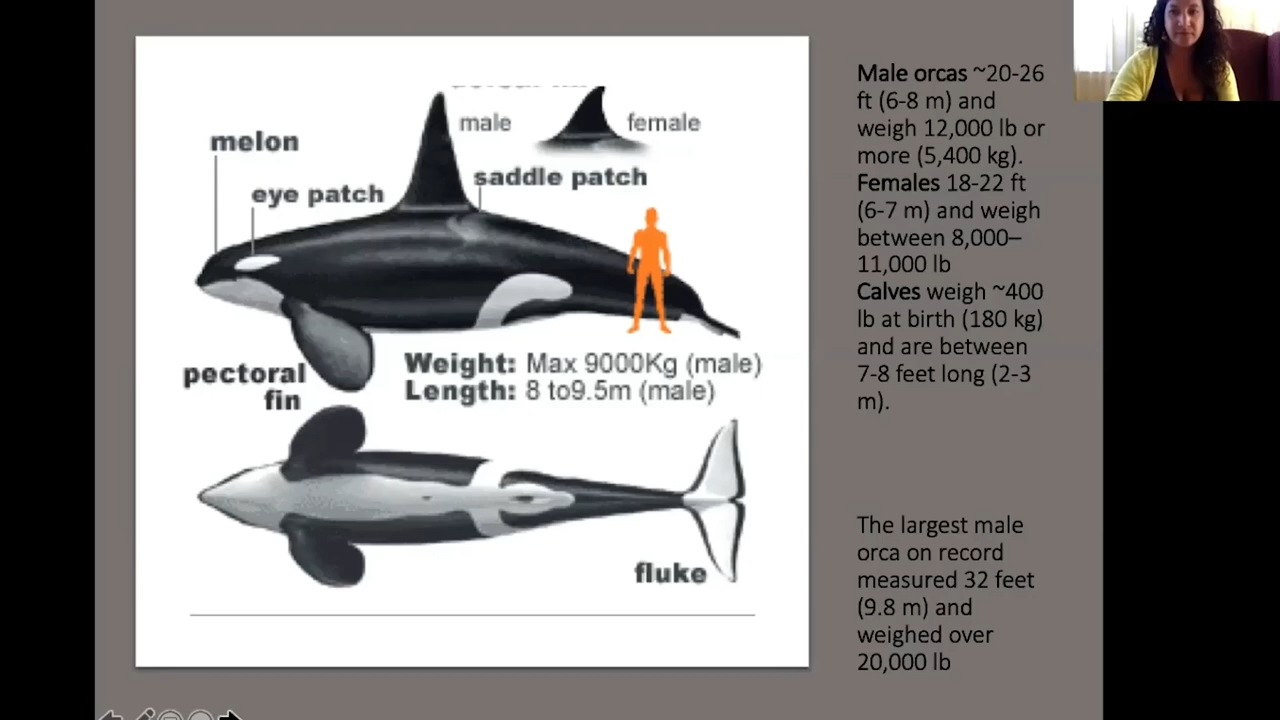 male
female
melon
saddle patch
eye patch
Weight: Max 9000Kg (male)
Length: 8 to9.5m (male)
pectoral
fin
fluke
Male orcas ~20-26
ft (6-8 m) and
weigh 12,000 lb or
more (5,400 kg).
Females 18-22 ft
(6-7 m) and weigh
between 8,000–
11,000 lb
Calves weigh ~400
lb at birth (180 kg)
and are between
7-8 feet long (2-3
m).
The largest male
orca on record
measured 32 feet
(9.8 m) and
weighed over
20,000 lb